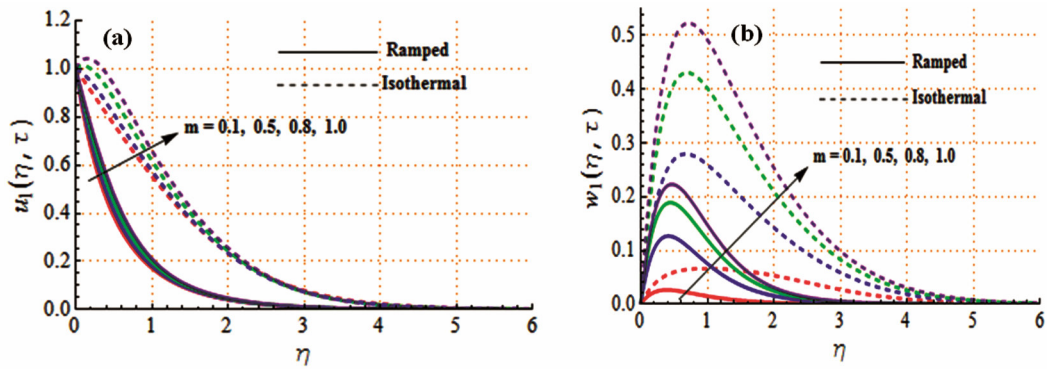 (a)
Ramped
Isothermal
m = 0.1, 0.5, 0.8, 1.0
u₁(η, τ)
1.2
1.0
0.8
0.6
0.4
0.2
0.0
0 1 2 3 4 5 6
η
(b)
Ramped
Isothermal
m = 0.1, 0.5, 0.8, 1.0
w₁(η, τ)
0.5
0.4
0.3
0.2
0.1
0.0
0 1 2 3 4 5 6
η